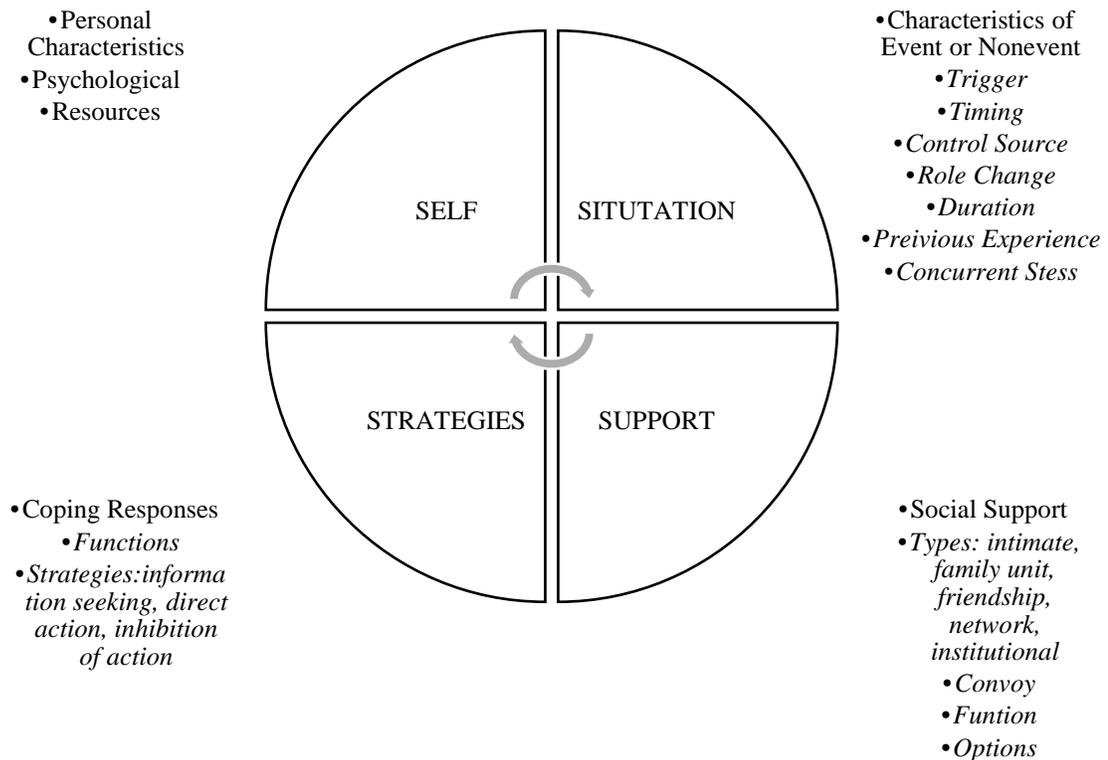 •Personal
Characteristics
•Psychological
•Resources
•Characteristics of
Event or Nonevent
•Trigger
•Timing
•Control Source
•Role Change
•Duration
•Preivious Experience
•Concurrent Stess
SELF
SITUTATION
STRATEGIES
SUPPORT
•Coping Responses
•Functions
•Strategies:informa
tion seeking, direct
action, inhibition
of action
•Social Support
•Types: intimate,
family unit,
friendship,
network,
institutional
•Convoy
•Funtion
•Options